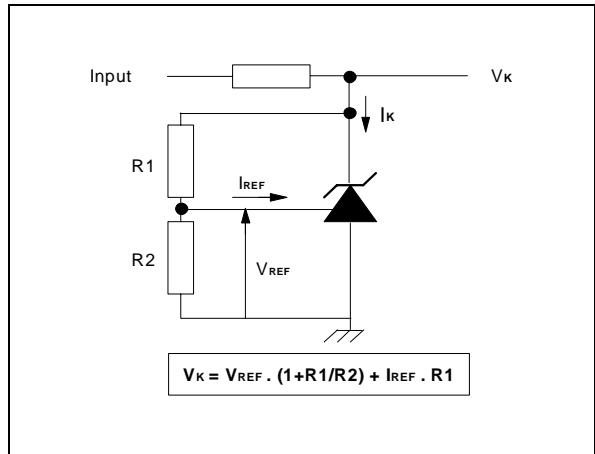 Input
VK
IK
R1
IREF
R2
VREF
VK = VREF . (1+R1/R2) + IREF . R1